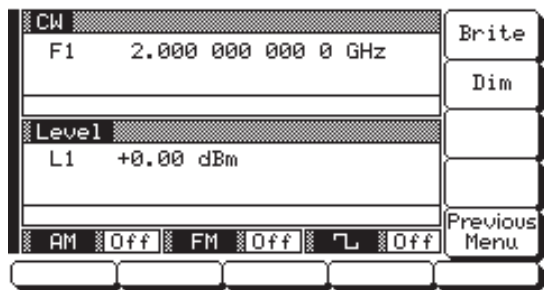 CW
F1 2.000 000 000 0 GHz
Level
L1 +0.00 dBm
AM Off FM Off Off
Brite
Dim
Previous
Menu